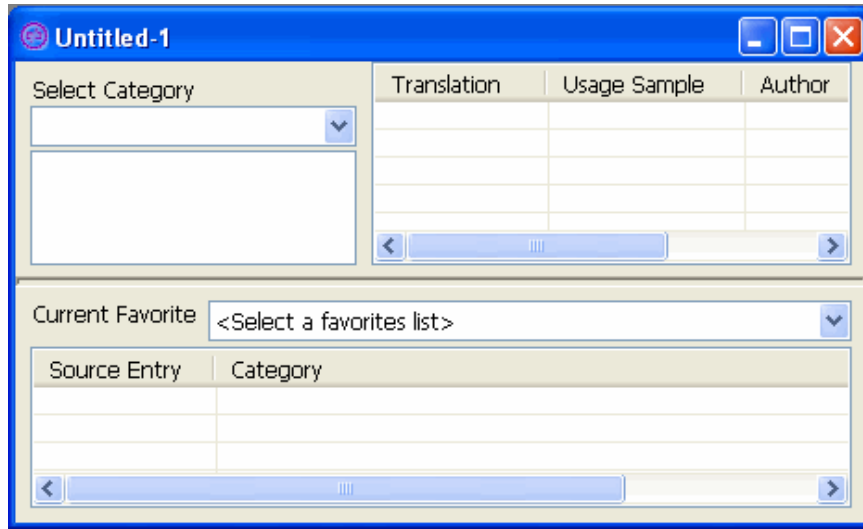 Untitled-1
Select Category
Translation Usage Sample Author
Current Favorite <Select a favorites list>
Source Entry Category